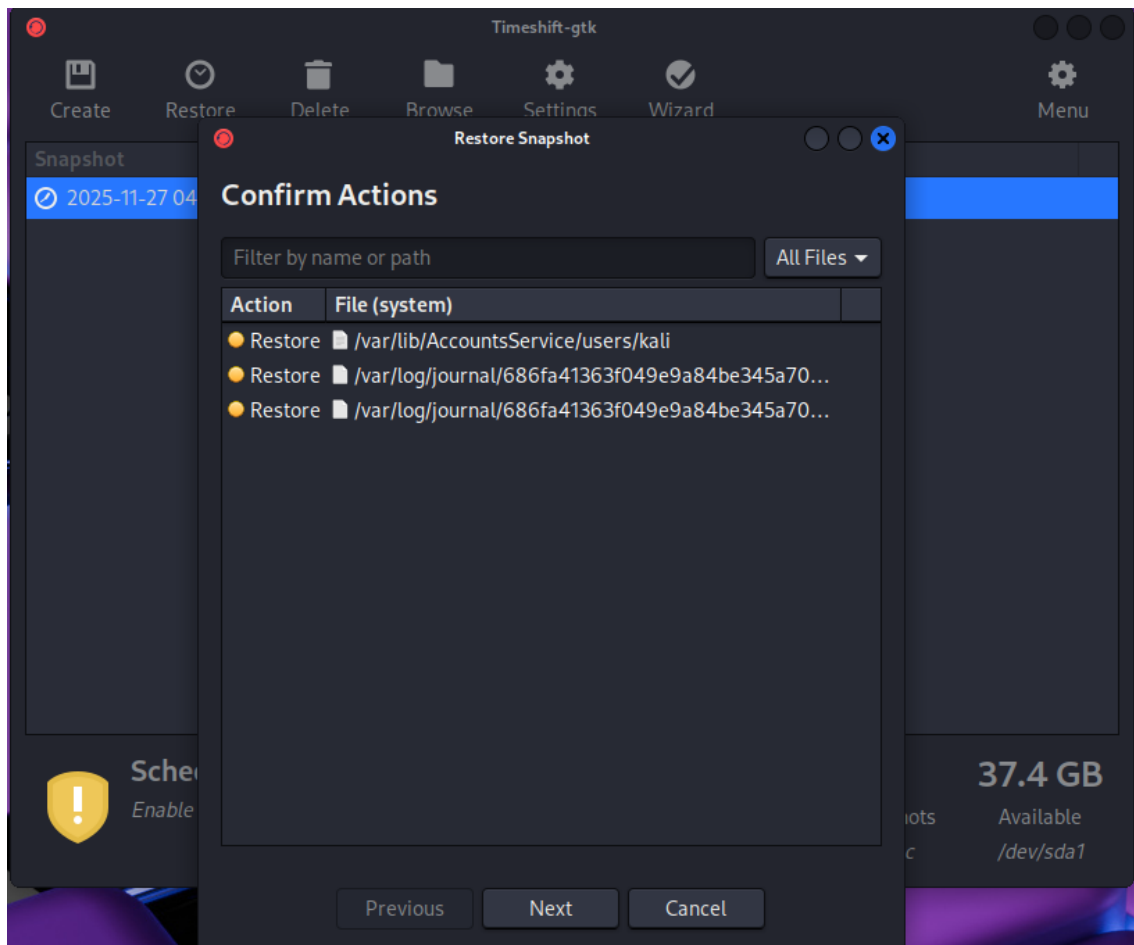 Timeshift-gtk
Create Restore Delete Browse Settings Wizard Menu
Snapshot
2025-11-27 04
Restore Snapshot
Confirm Actions
Filter by name or path All Files
Action File (system)
Restore /var/lib/AccountsService/users/kali
Restore /var/log/journal/686fa41363f049e9a84be345a70...
Restore /var/log/journal/686fa41363f049e9a84be345a70...
Sche
37.4 GB
Enable
ots Available
c /dev/sda1
Previous Next Cancel